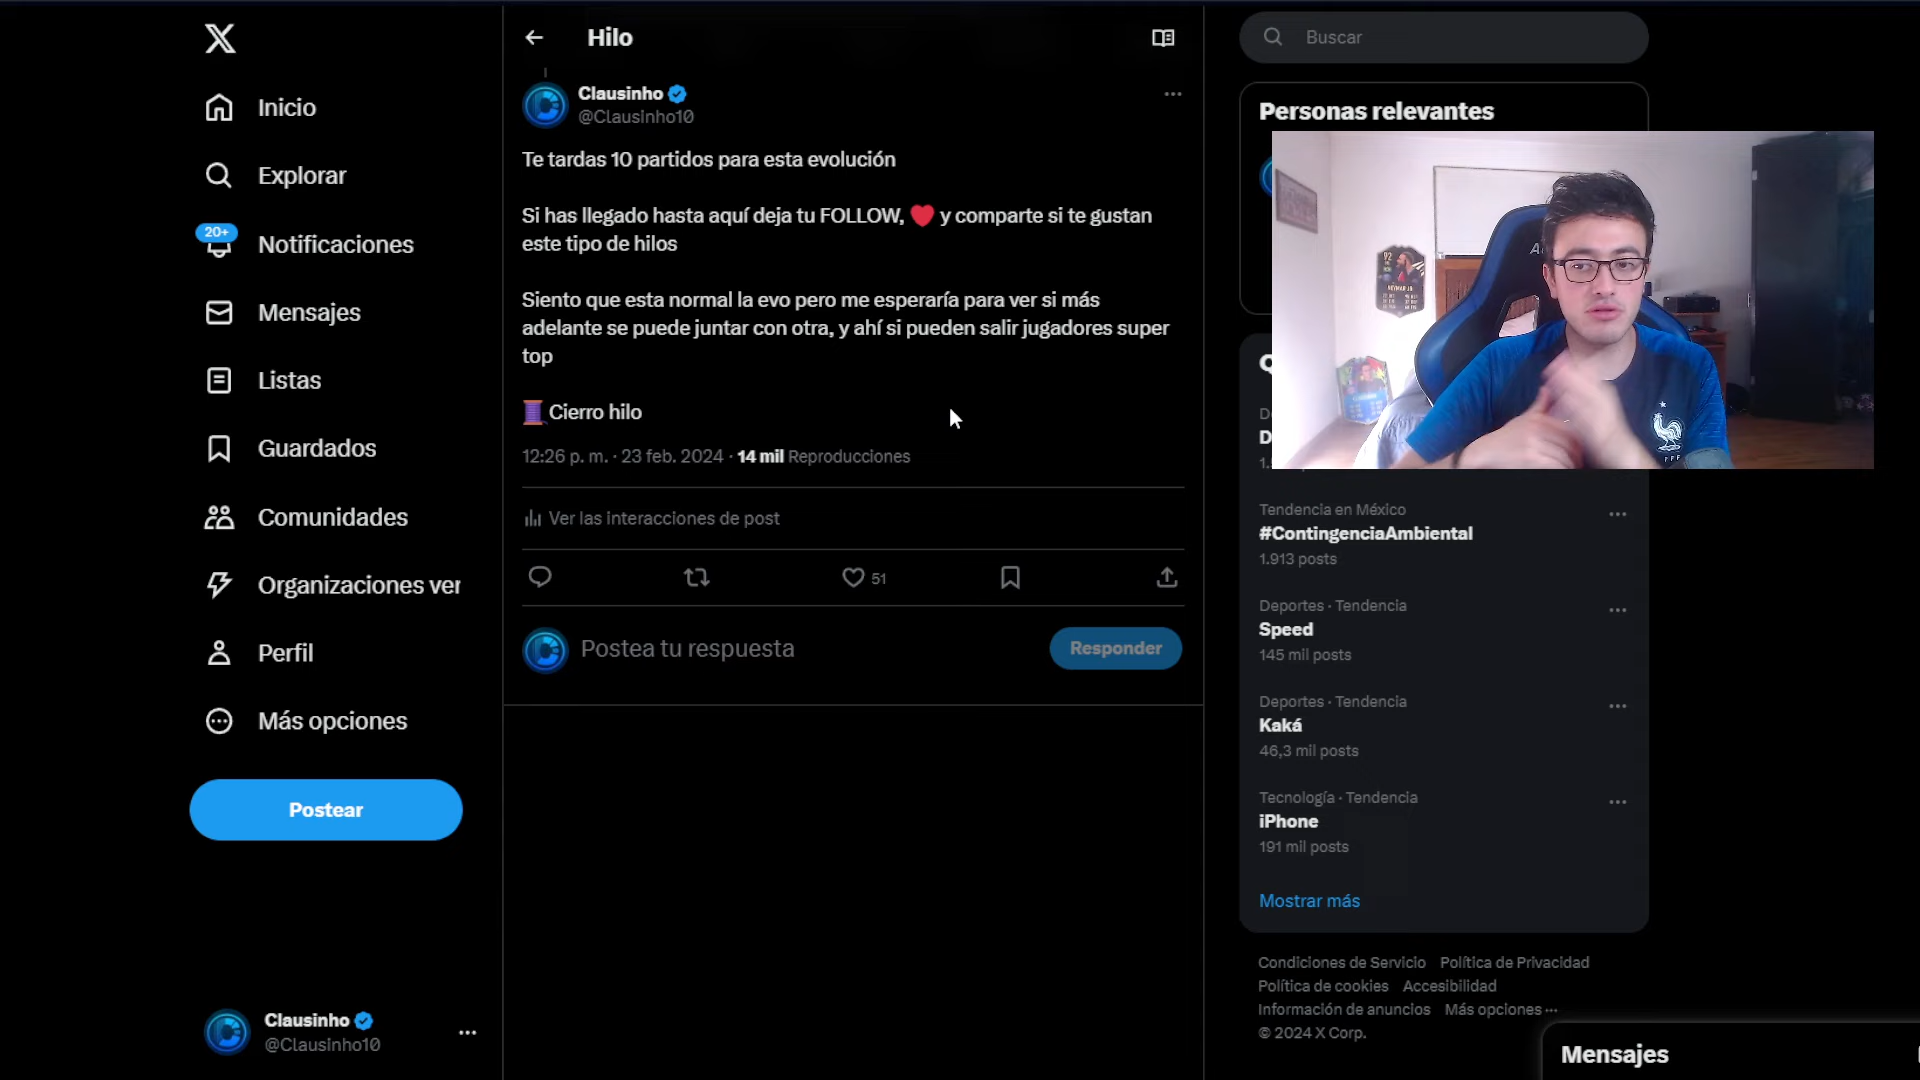 Inicio
Explorar
20+
Notificaciones
Mensajes
Listas
Guardados
Comunidades
Organizaciones ver
Perfil
Más opciones
Postear
Clausinho
@Clausinho10
Hilo
Clausinho
@Clausinho10
Te tardas 10 partidos para esta evolución
Si has llegado hasta aquí deja tu FOLLOW, ❤️ y comparte si te gustan
este tipo de hilos
Siento que esta normal la evo pero me esperaría para ver si más
adelante se puede juntar con otra, y ahí si pueden salir jugadores super
top
🧵 Cierro hilo
12:26 p. m. · 23 feb. 2024 · 14 mil Reproducciones
Ver las interacciones de post
51
Postea tu respuesta
Responder
Buscar
Personas relevantes
92
NEYMAR JR
Tendencia en México
#ContingenciaAmbiental
1.913 posts
Deportes · Tendencia
Speed
145 mil posts
Deportes · Tendencia
Kaká
46,3 mil posts
Tecnología · Tendencia
iPhone
191 mil posts
Mostrar más
Condiciones de Servicio Política de Privacidad
Política de cookies Accesibilidad
Información de anuncios Más opciones ···
© 2024 X Corp.
Mensajes